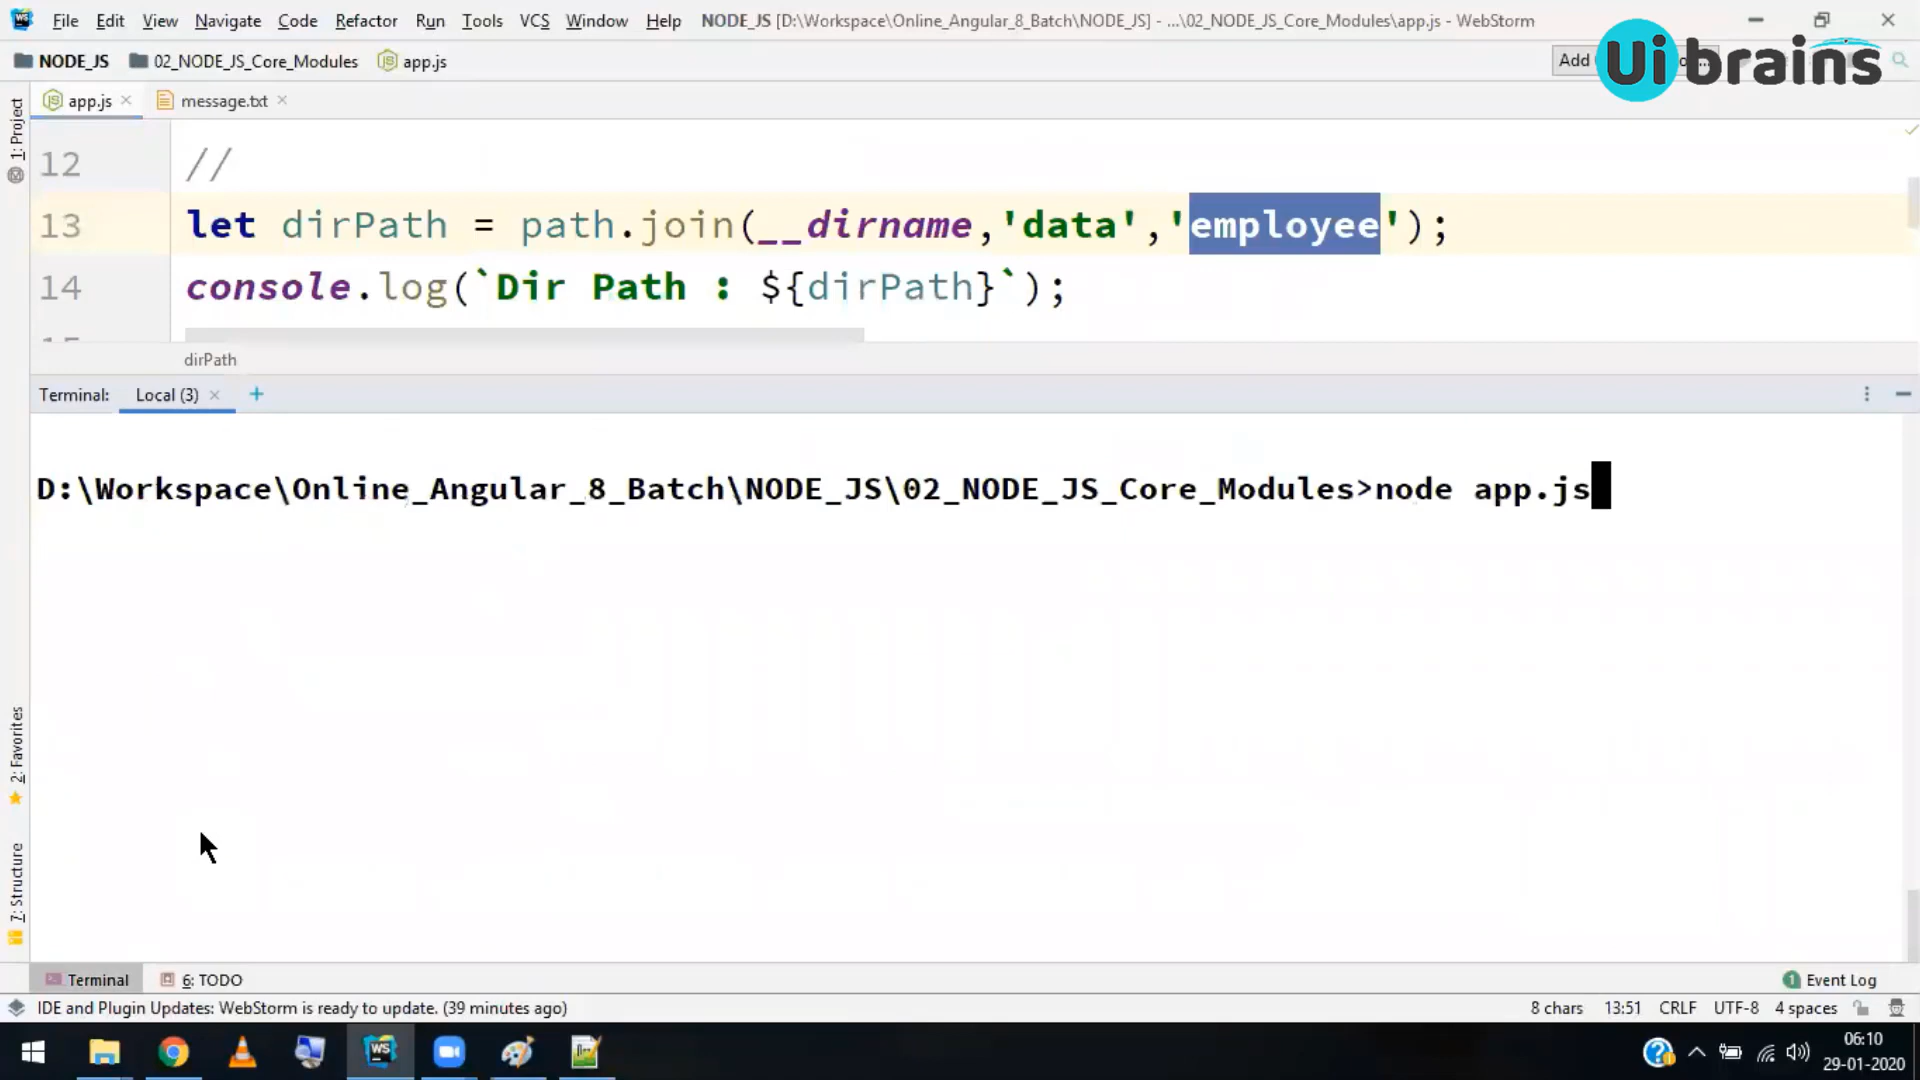 File Edit View Navigate Code Refactor Run Tools VCS Window Help NODE_JS [D:\Workspace\Online_Angular_8_Batch\NODE_JS] - ...\02_NODE_JS_Core_Modules\app.js - WebStorm
NODE_JS 02_NODE_JS_Core_Modules app.js Add
Ui brains
app.js message.txt
1: Project
12 //
13 let dirPath = path.join(__dirname,'data','employee');
14 console.log(`Dir Path : ${dirPath}`);
dirPath
Terminal: Local (3)
D:\Workspace\Online_Angular_8_Batch\NODE_JS\02_NODE_JS_Core_Modules>node app.js
2: Favorites
7: Structure
Terminal 6: TODO 1 Event Log
IDE and Plugin Updates: WebStorm is ready to update. (39 minutes ago) 8 chars 13:51 CRLF UTF-8 4 spaces
WS
06:10
29-01-2020